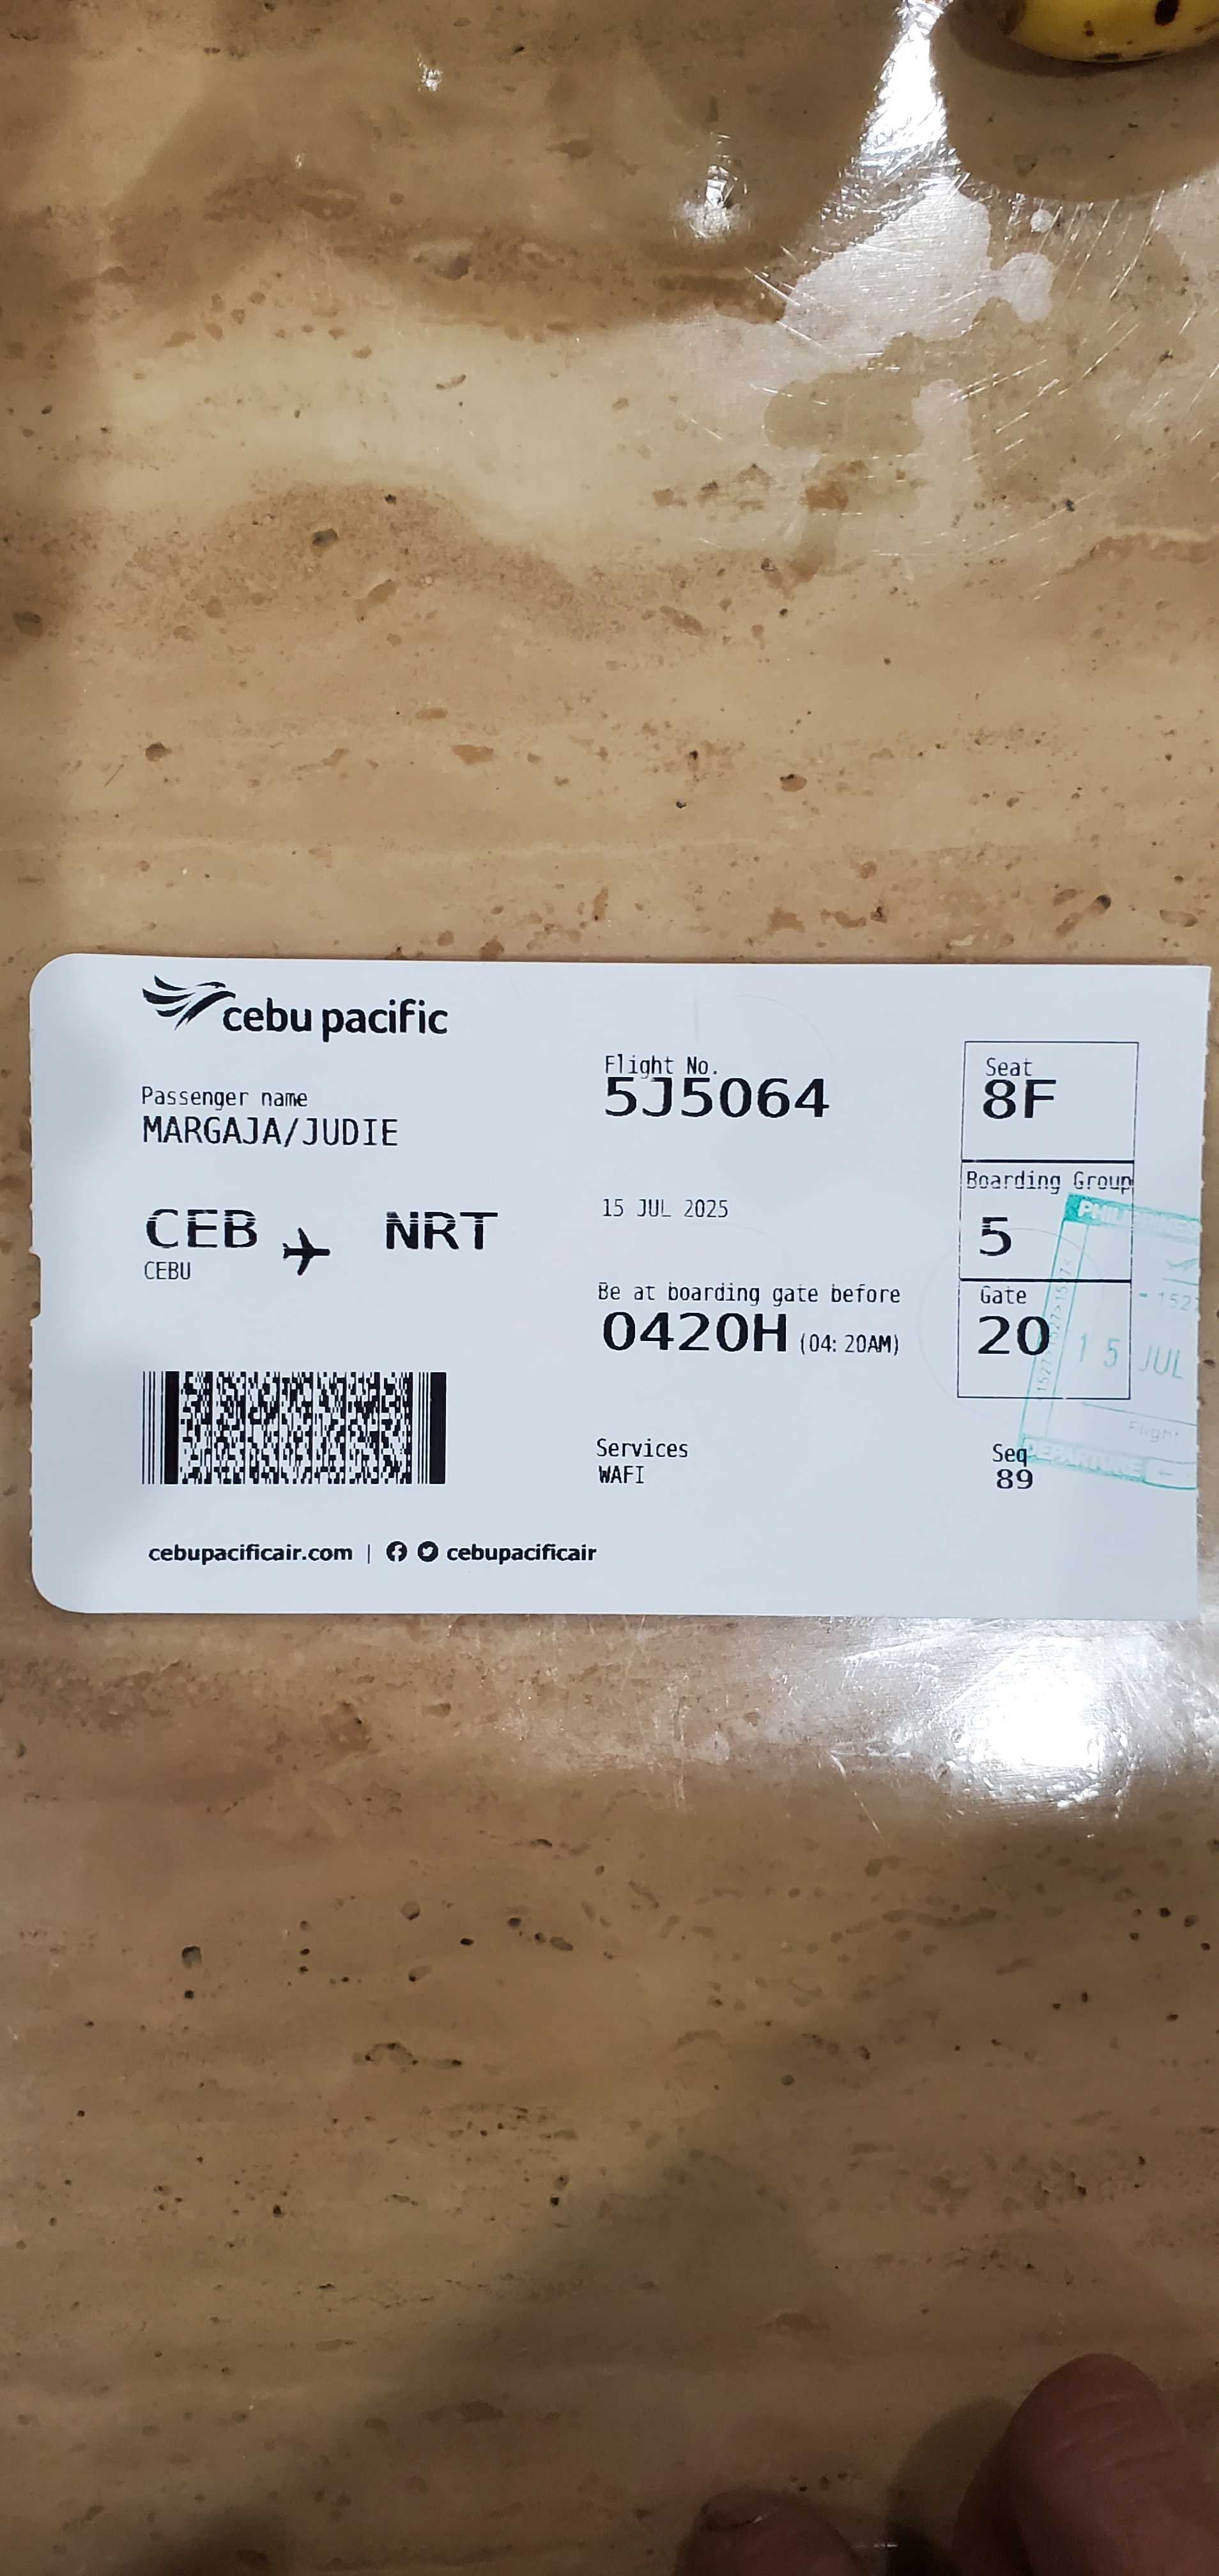 cebu pacific
Passenger name
MARGAJA/JUDIE
CEB NRT
CEBU
Flight No.
5J5064
15 JUL 2025
Be at boarding gate before
0420H (04: 20AM)
Services
WAFI
Seat
8F
Boarding Group
5
Gate
20
Seq
89
15 JUL
Flight
DEPARTURE
cebupacificair.com | cebupacificair